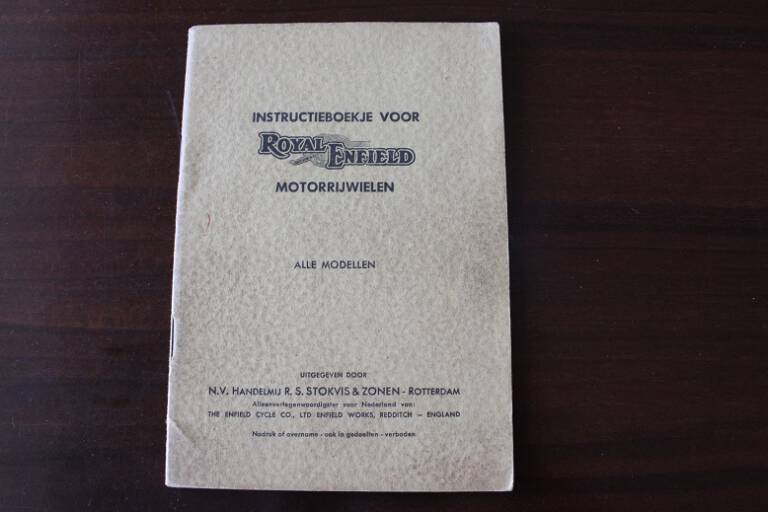 INSTRUCTIEBOEKJE VOOR
ROYAL ENFIELD
MOTORRIJWIELEN
ALLE MODELLEN
UITGEGEVEN DOOR
N.V. HANDELMIJ R. S. STOKVIS & ZONEN - ROTTERDAM
Alleenvertegenwoordigster voor Nederland van:
THE ENFIELD CYCLE CO., LTD ENFIELD WORKS, REDDITCH – ENGLAND
Nadruk of overname - ook in gedeelten - verboden